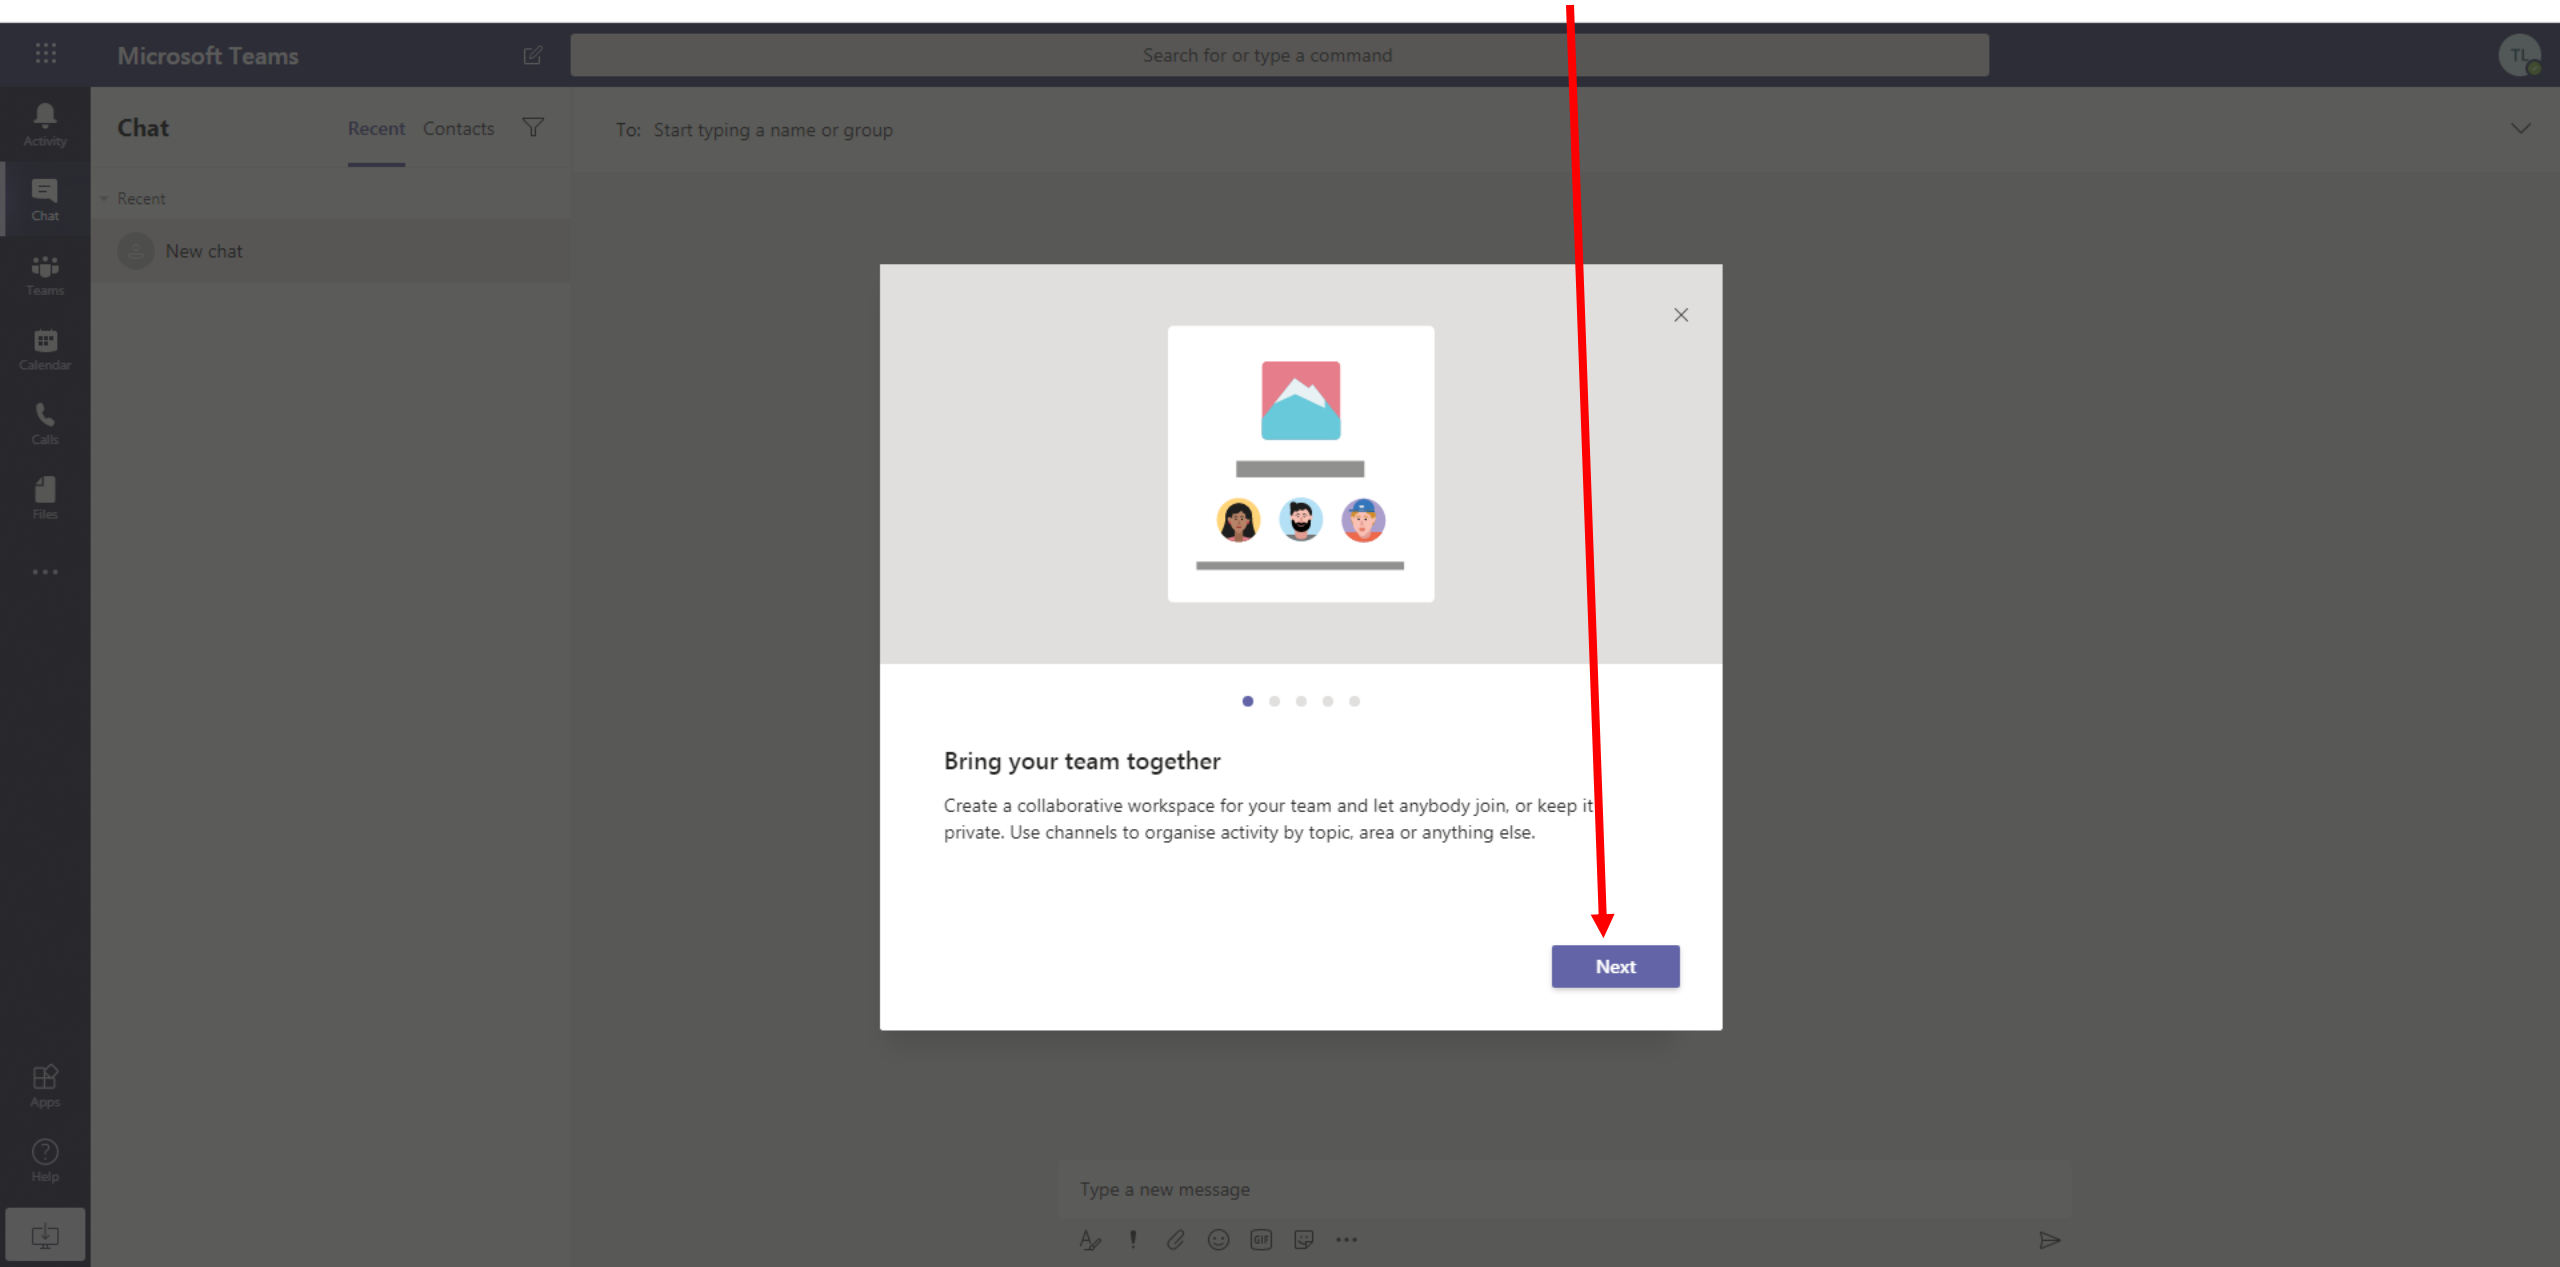 Microsoft Teams
Search for or type a command
TL
Activity
Chat
Teams
Calendar
Calls
Files
Apps
Help
Chat
Recent
Contacts
Recent
New chat
To: Start typing a name or group
Bring your team together
Create a collaborative workspace for your team and let anybody join, or keep it
private. Use channels to organise activity by topic, area or anything else.
Next
Type a new message
GIF